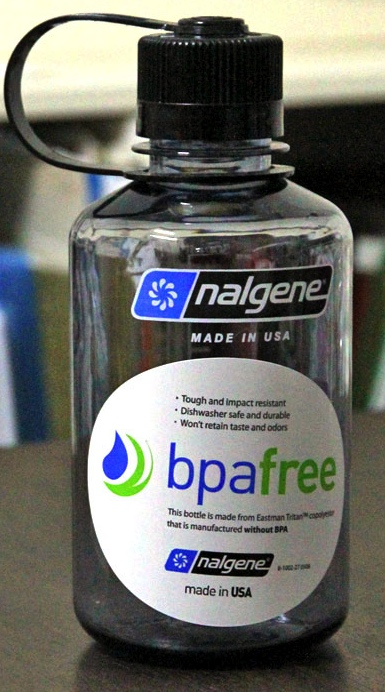 nalgene
MADE IN USA
• Tough and impact resistant
• Dishwasher safe and durable
• Won't retain taste and odors
bpafree
This bottle is made from Eastman Tritan™ copolyester
that is manufactured without BPA
nalgene
made in USA